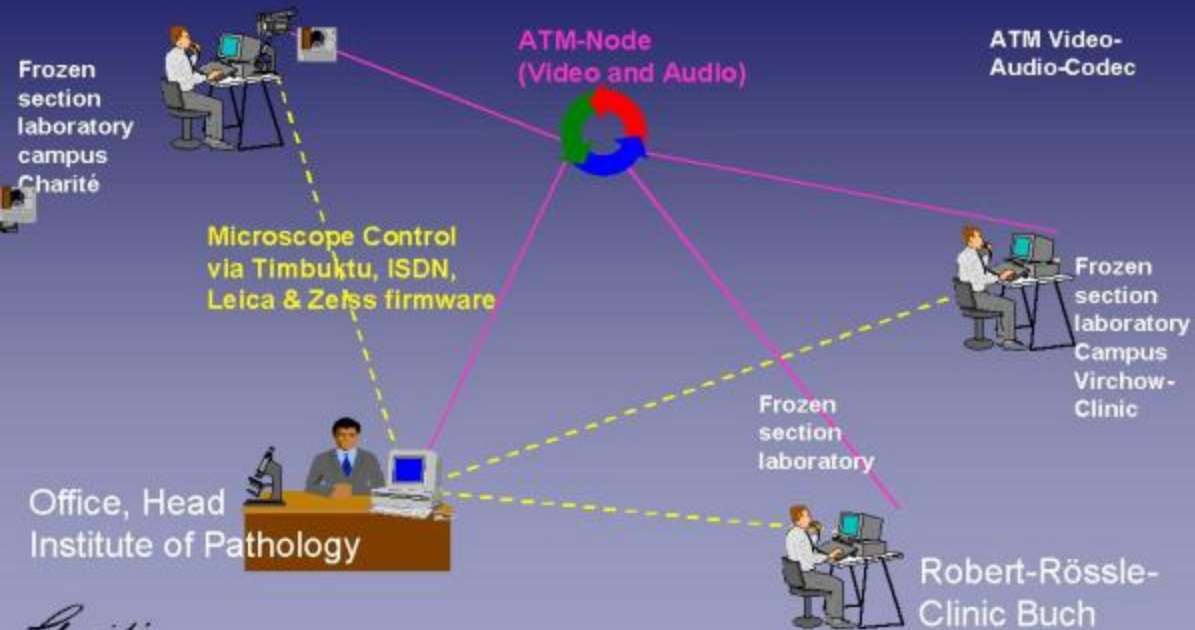 Frozen
section
laboratory
campus
Charité
ATM-Node
(Video and Audio)
ATM Video-
Audio-Codec
Microscope Control
via Timbuktu, ISDN,
Leica & Zeiss firmware
Frozen
section
laboratory
Campus
Virchow-
Clinic
Frozen
section
laboratory
Office, Head
Institute of Pathology
Robert-Rössle-
Clinic Buch